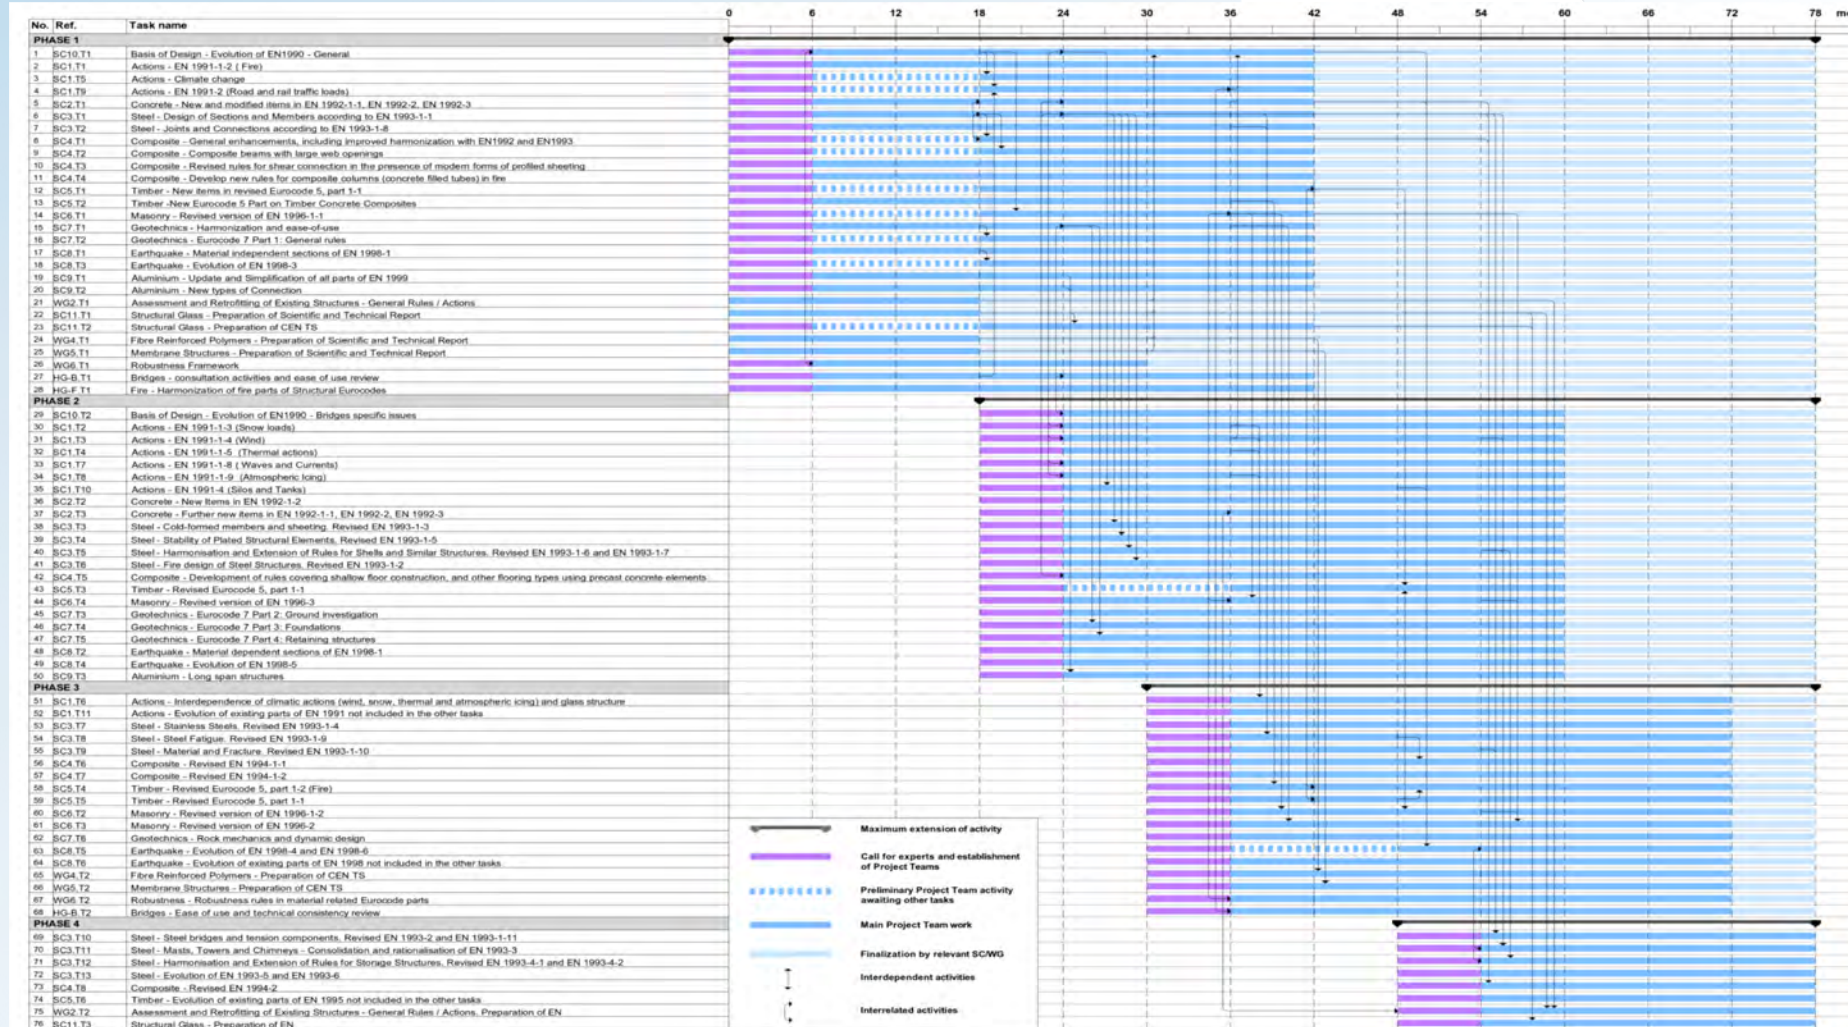 0 6 12 18 24 30 36 42 48 54 60 66 72 78
No. Ref. Task name
PHASE 1
1 SC10.T1 Basis of Design - Evolution of EN1990 - General
2 SC1.T1 Actions - EN 1991-1-2 ( Fire)
3 SC1.T5 Actions - Climate change
4 SC1.T9 Actions - EN 1991-2 (Road and rail traffic loads)
5 SC2.T1 Concrete - New and modified items in EN 1992-1-1, EN 1992-2, EN 1992-3
6 SC3.T1 Steel - Design of Sections and Members according to EN 1993-1-1
7 SC3.T2 Steel - Joints and Connections according to EN 1993-1-8
8 SC4.T1 Composite - General enhancements, including improved harmonization with EN1992 and EN1993
9 SC4.T2 Composite - Composite beams with large web openings
10 SC4.T3 Composite - Revised rules for shear connection in the presence of modern forms of profiled sheeting
11 SC4.T4 Composite - Develop new rules for composite columns (concrete filled tubes) in fire
12 SC5.T1 Timber - New items in revised Eurocode 5, part 1-1
13 SC5.T2 Timber -New Eurocode 5 Part on Timber Concrete Composites
14 SC6.T1 Masonry - Revised version of EN 1996-1-1
15 SC7.T1 Geotechnics - Harmonization and ease-of-use
16 SC7.T2 Geotechnics - Eurocode 7 Part 1: General rules
17 SC8.T1 Earthquake - Material independent sections of EN 1998-1
18 SC8.T3 Earthquake - Evolution of EN 1998-3
19 SC9.T1 Aluminium - Update and Simplification of all parts of EN 1999
20 SC9.T2 Aluminium - New types of Connection
21 WG2.T1 Assessment and Retrofitting of Existing Structures - General Rules / Actions
22 SC11.T1 Structural Glass - Preparation of Scientific and Technical Report
23 SC11.T2 Structural Glass - Preparation of CEN TS
24 WG4.T1 Fibre Reinforced Polymers - Preparation of Scientific and Technical Report
25 WG5.T1 Membrane Structures - Preparation of Scientific and Technical Report
26 WG6.T1 Robustness Framework
27 HG-B.T1 Bridges - consultation activities and ease of use review
28 HG-F.T1 Fire - Harmonization of fire parts of Structural Eurocodes
PHASE 2
29 SC10.T2 Basis of Design - Evolution of EN1990 - Bridges specific issues
30 SC1.T2 Actions - EN 1991-1-3 (Snow loads)
31 SC1.T3 Actions - EN 1991-1-4 (Wind)
32 SC1.T4 Actions - EN 1991-1-5 (Thermal actions)
33 SC1.T7 Actions - EN 1991-1-8 ( Waves and Currents)
34 SC1.T8 Actions - EN 1991-1-9 (Atmospheric Icing)
35 SC1.T10 Actions - EN 1991-4 (Silos and Tanks)
36 SC2.T2 Concrete - New Items in EN 1992-1-2
37 SC2.T3 Concrete - Further new items in EN 1992-1-1, EN 1992-2, EN 1992-3
38 SC3.T3 Steel - Cold-formed members and sheeting. Revised EN 1993-1-3
39 SC3.T4 Steel - Stability of Plated Structural Elements. Revised EN 1993-1-5
40 SC3.T5 Steel - Harmonisation and Extension of Rules for Shells and Similar Structures. Revised EN 1993-1-6 and EN 1993-1-7
41 SC3.T6 Steel - Fire design of Steel Structures. Revised EN 1993-1-2
42 SC4.T5 Composite - Development of rules covering shallow floor construction, and other flooring types using precast concrete elements
43 SC5.T3 Timber - Revised Eurocode 5, part 1-1
44 SC6.T4 Masonry - Revised version of EN 1996-3
45 SC7.T3 Geotechnics - Eurocode 7 Part 2: Ground investigation
46 SC7.T4 Geotechnics - Eurocode 7 Part 3: Foundations
47 SC7.T5 Geotechnics - Eurocode 7 Part 4: Retaining structures
48 SC8.T2 Earthquake - Material dependent sections of EN 1998-1
49 SC8.T4 Earthquake - Evolution of EN 1998-5
50 SC9.T3 Aluminium - Long span structures
PHASE 3
51 SC1.T6 Actions - Interdependence of climatic actions (wind, snow, thermal and atmospheric icing) and glass structure
52 SC1.T11 Actions - Evolution of existing parts of EN 1991 not included in the other tasks
53 SC3.T7 Steel - Stainless Steels. Revised EN 1993-1-4
54 SC3.T8 Steel - Steel Fatigue. Revised EN 1993-1-9
55 SC3.T9 Steel - Material and Fracture. Revised EN 1993-1-10
56 SC4.T6 Composite - Revised EN 1994-1-1
57 SC4.T7 Composite - Revised EN 1994-1-2
58 SC5.T4 Timber - Revised Eurocode 5, part 1-2 (Fire)
59 SC5.T5 Timber - Revised Eurocode 5, part 1-1
60 SC6.T2 Masonry - Revised version of EN 1996-1-2
61 SC6.T3 Masonry - Revised version of EN 1996-2
62 SC7.T6 Geotechnics - Rock mechanics and dynamic design
63 SC8.T5 Earthquake - Evolution of EN 1998-4 and EN 1998-6
64 SC8.T6 Earthquake - Evolution of existing parts of EN 1998 not included in the other tasks
65 WG4.T2 Fibre Reinforced Polymers - Preparation of CEN TS
66 WG5.T2 Membrane Structures - Preparation of CEN TS
67 WG6.T2 Robustness - Robustness rules in material related Eurocode parts
68 HG-B.T2 Bridges - Ease of use and technical consistency review
PHASE 4
69 SC3.T10 Steel - Steel bridges and tension components. Revised EN 1993-2 and EN 1993-1-11
70 SC3.T11 Steel - Masts, Towers and Chimneys - Consolidation and rationalisation of EN 1993-3
71 SC3.T12 Steel - Harmonisation and Extension of Rules for Storage Structures. Revised EN 1993-4-1 and EN 1993-4-2
72 SC3.T13 Steel - Evolution of EN 1993-5 and EN 1993-6
73 SC4.T8 Composite - Revised EN 1994-2
74 SC5.T6 Timber - Evolution of existing parts of EN 1995 not included in the other tasks
75 WG2.T2 Assessment and Retrofitting of Existing Structures - General Rules / Actions. Preparation of EN
76 SC11.T3 Structural Glass - Preparation of EN
Maximum extension of activity
Call for experts and establishment
of Project Teams
Preliminary Project Team activity
awaiting other tasks
Main Project Team work
Finalization by relevant SC/WG
Interdependent activities
Interrelated activities